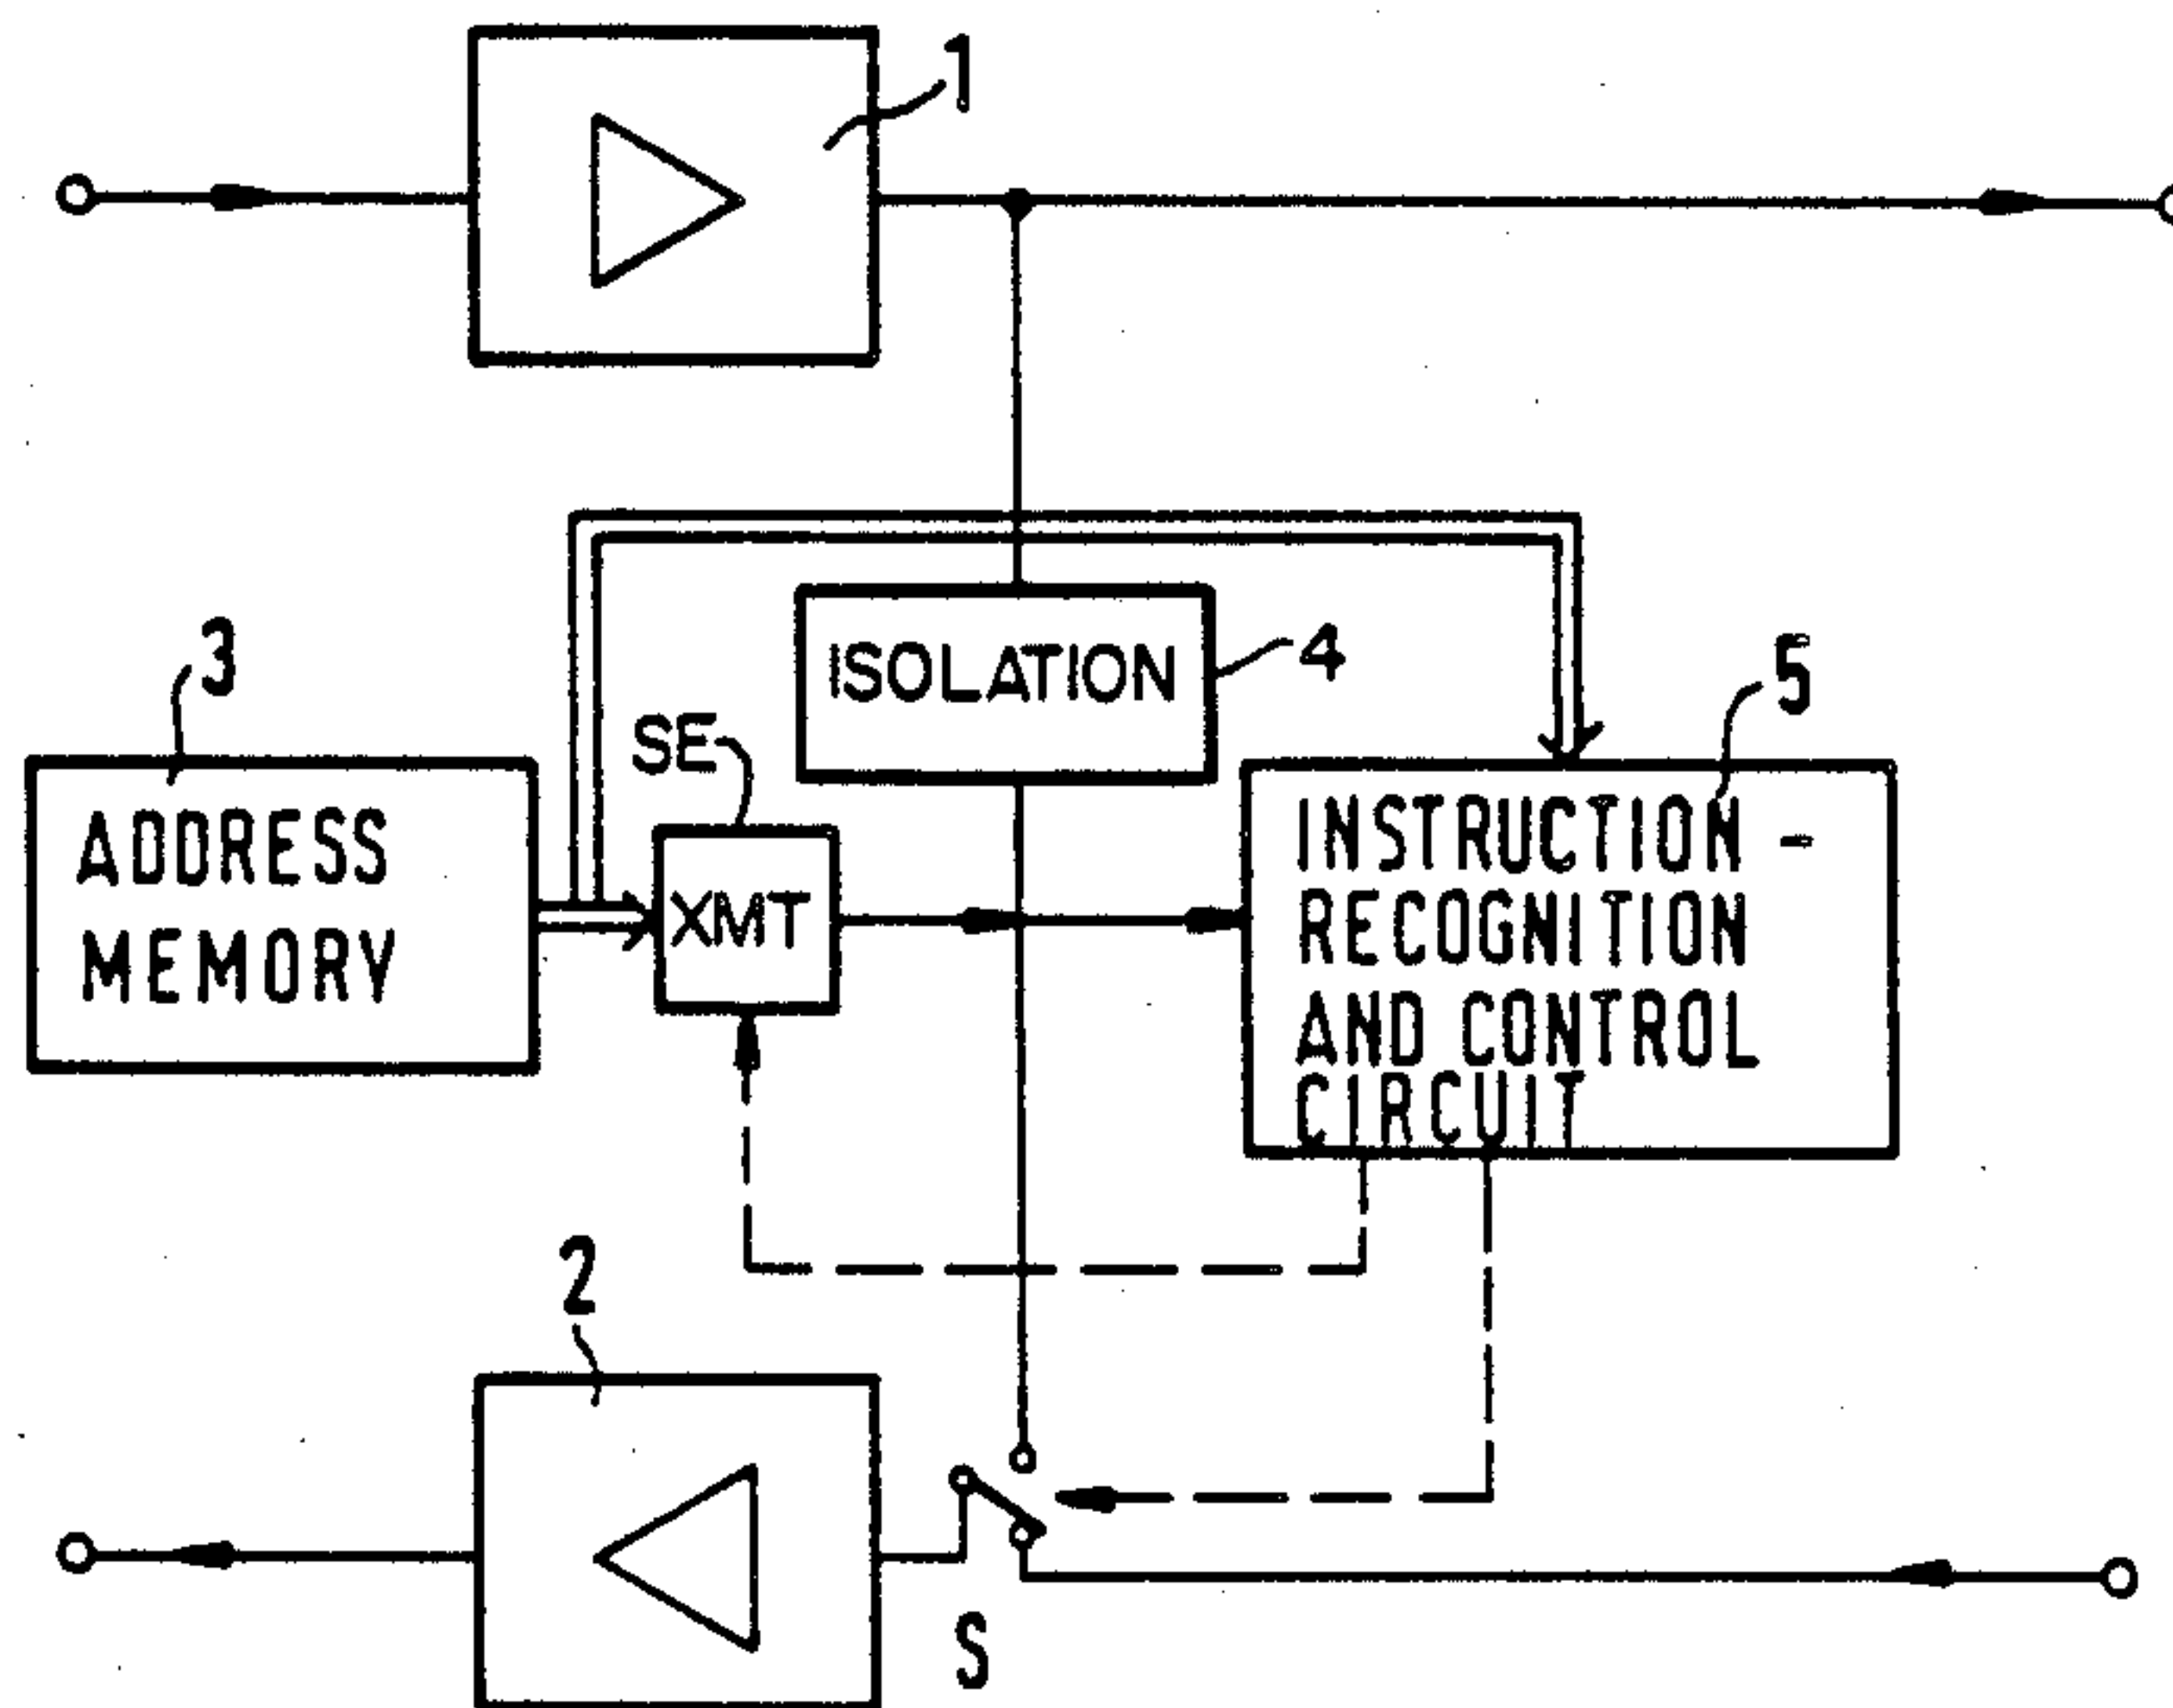 1
ISOLATION
4
3
5
SE
ADDRESS
MEMORY
XMT
INSTRUCTION -
RECOGNITION
AND CONTROL
CIRCUIT
2
S